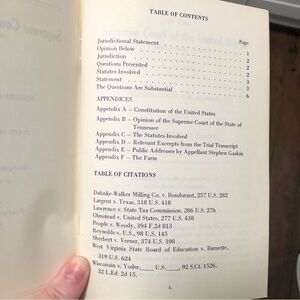 TABLE OF CONTENTS
Page
Jurisdictional Statement 1
Opinion Below 2
Jurisdiction 2
Questions Presented 2
Statutes Involved 2
Statement 3
The Questions Are Substantial 6
APPENDICES
Appendix A — Constitution of the United States
Appendix B — Opinion of the Supreme Court of the State of
Tennessee
Appendix C — The Statutes Involved
Appendix D — Relevant Excerpts from the Trial Transcript
Appendix E — Public Addresses by Appellant Stephen Gaskin
Appendix F — The Farm
TABLE OF CITATIONS
Dahnke-Walker Milling Co. v. Bondurant, 257 U.S. 282
Largent v. Texas, 318 U.S. 418
Lawrence v. State Tax Commission, 286 U.S. 276
Olmstead v. United States, 277 U.S. 438
People v. Woody, 394 F.2d 813
Reynolds v. U.S., 98 U.S. 145
Sherbert v. Verner, 374 U.S. 398
West Virginia State Board of Education v. Barnette,
319 U.S. 624
Wisconsin v. Yoder, ____ U.S. ____, 92 S.Ct. 1526,
32 L.Ed. 2d 15.
i.